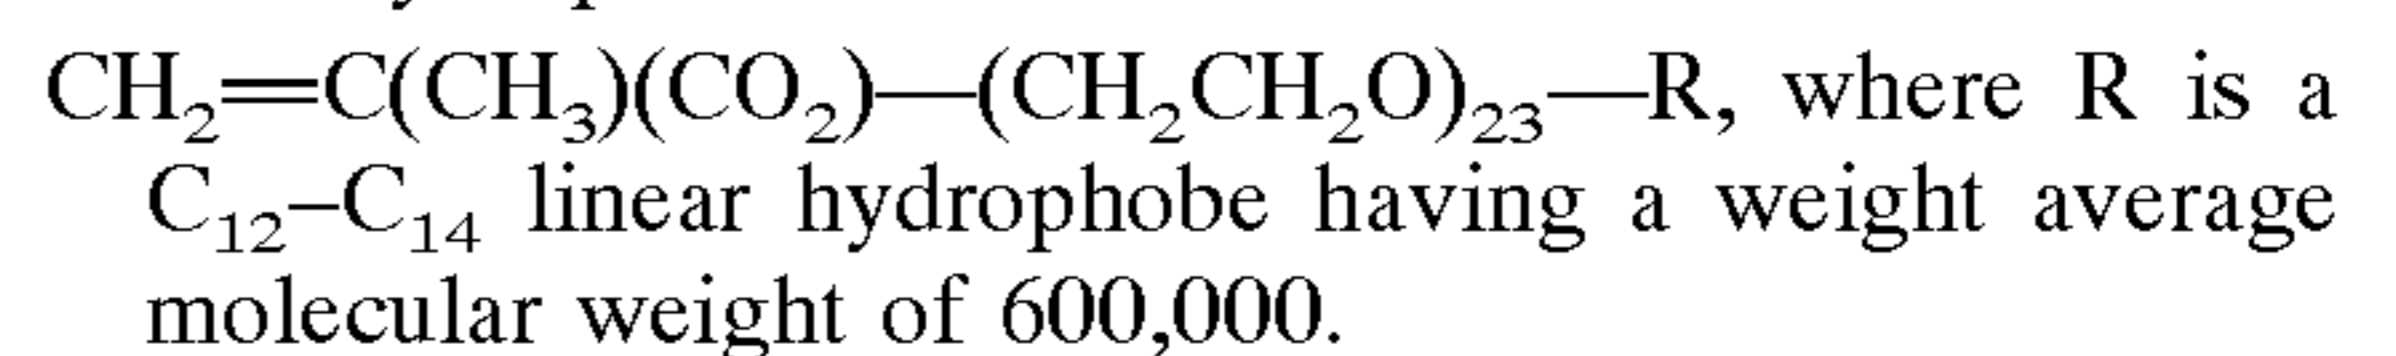 CH₂=C(CH₃)(CO₂)—(CH₂CH₂O)₂₃—R, where R is a
C₁₂–C₁₄ linear hydrophobe having a weight average
molecular weight of 600,000.